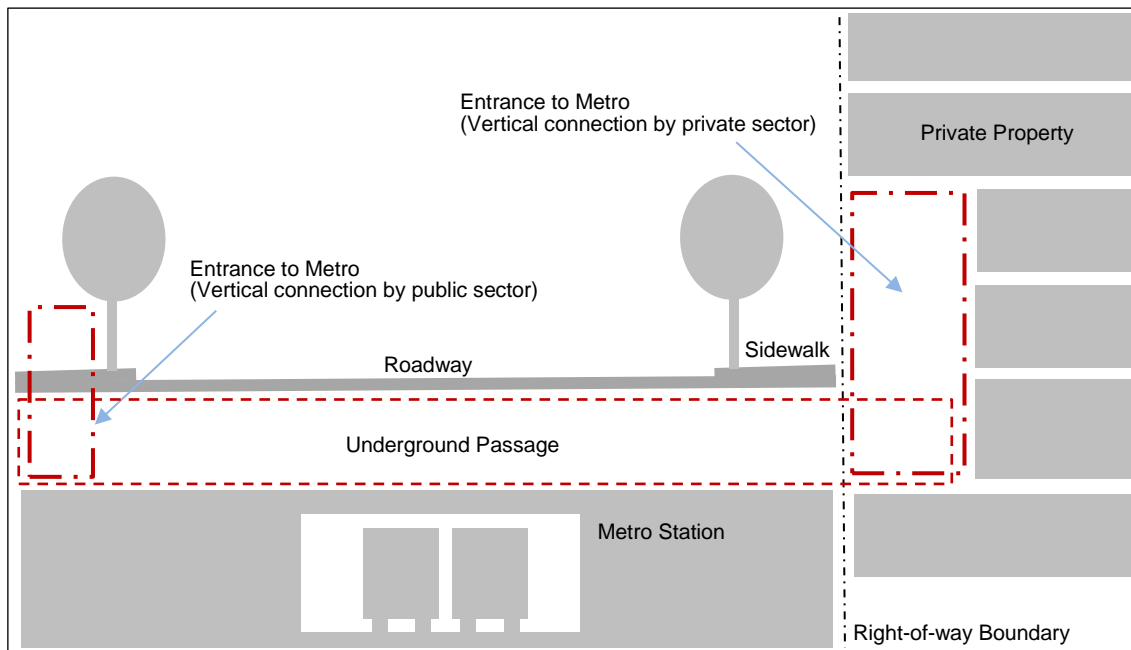 Entrance to Metro
(Vertical connection by private sector)
Private Property
Entrance to Metro
(Vertical connection by public sector)
Sidewalk
Roadway
Underground Passage
Metro Station
Right-of-way Boundary